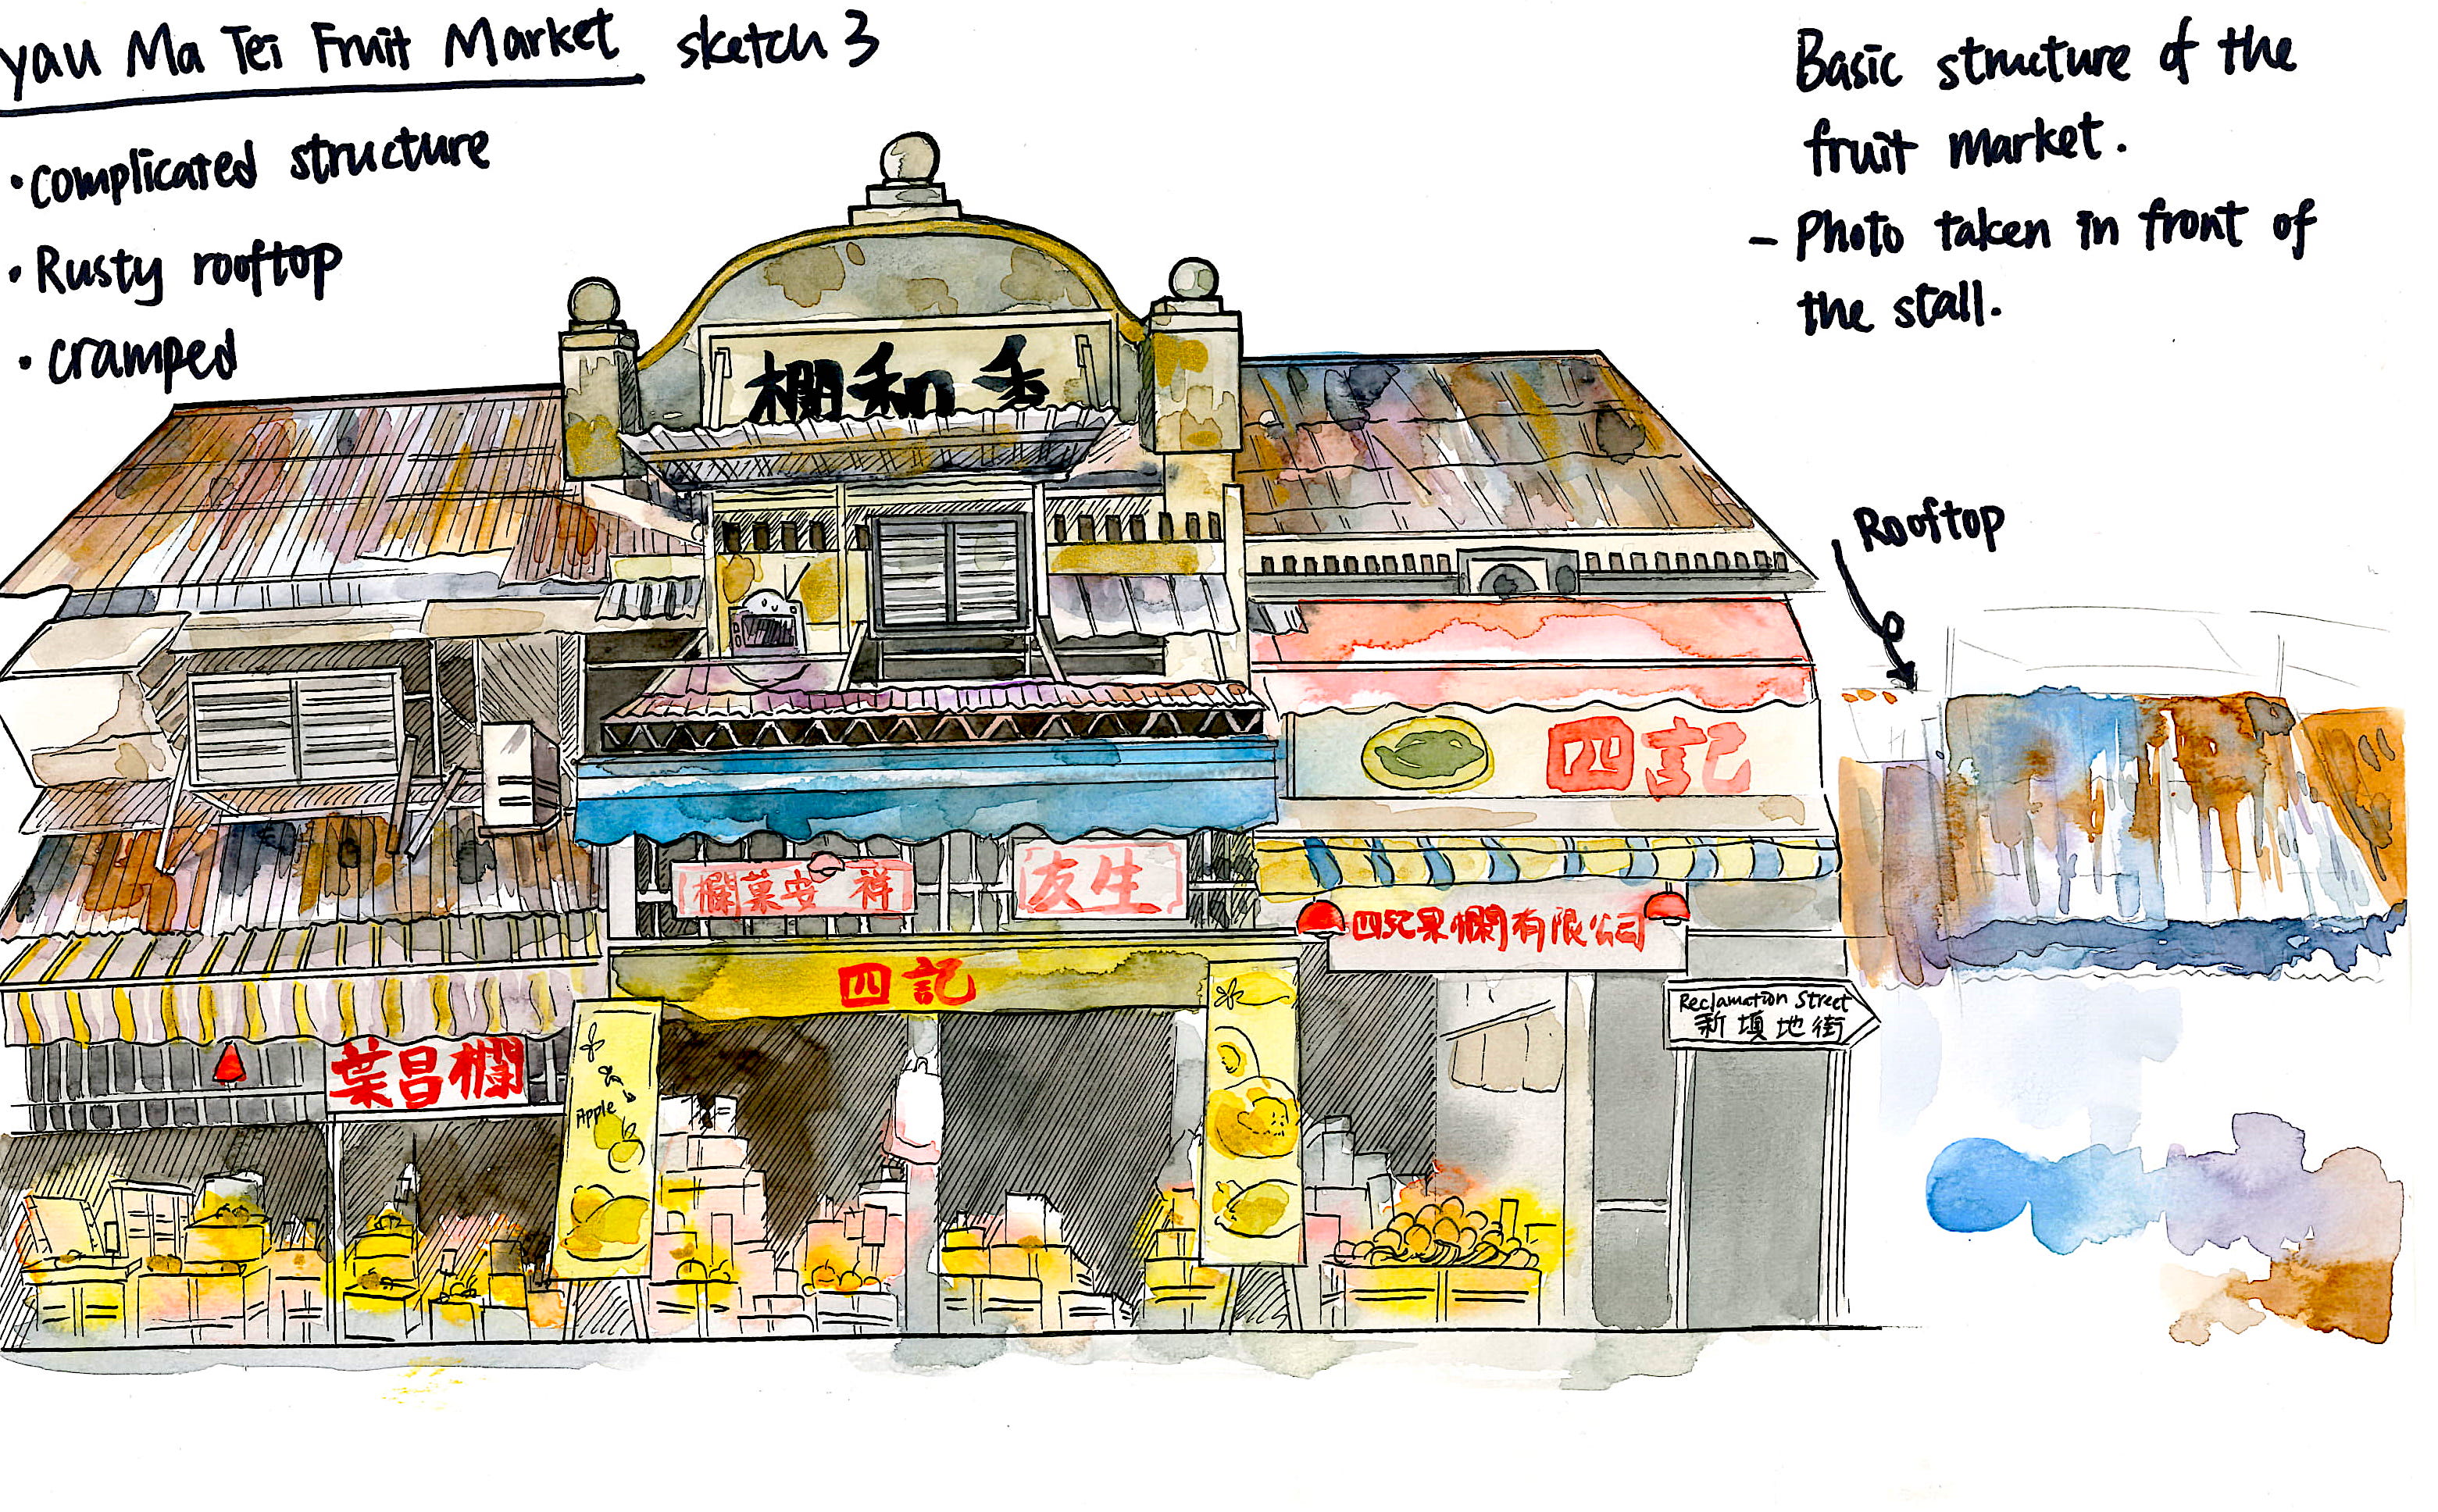 Yau Ma Tei Fruit Market sketch 3
• complicated structure
• Rusty rooftop
• cramped
Basic structure of the
fruit market.
- Photo taken in front of
the stall.
Rooftop
欄和秀
四記
欄菓安祥
友生
四兄果欄有限公司
四記
Reclamation Street
新填地街
葉昌欄
Apple